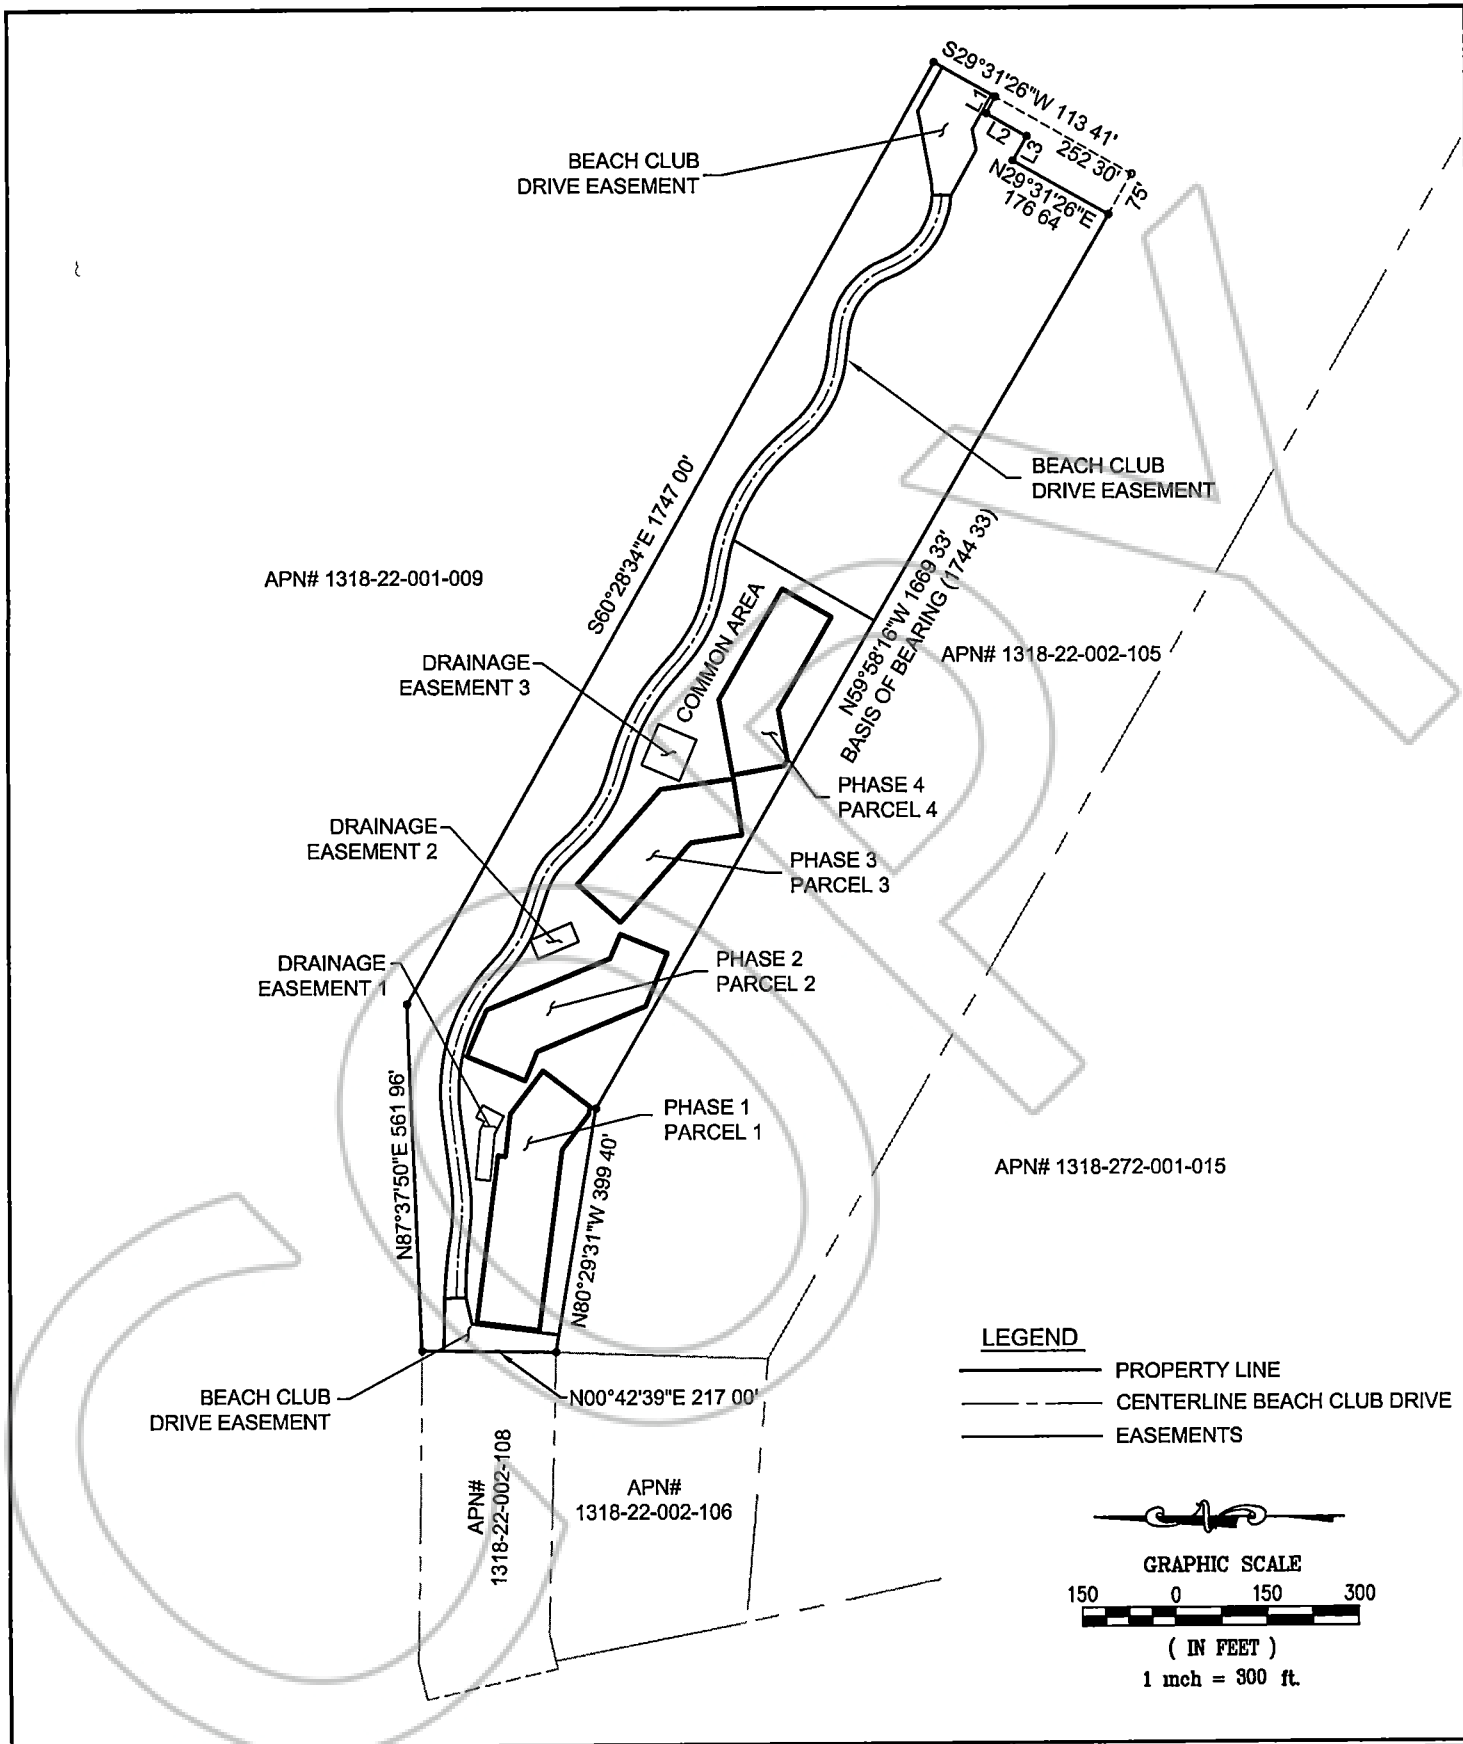 S29°31'26"W 113 41'
L1
L2
L3
252 30'
75'
N29°31'26"E
176 64
BEACH CLUB
DRIVE EASEMENT
BEACH CLUB
DRIVE EASEMENT
S60°28'34"E 1747 00'
APN# 1318-22-001-009
N59°58'16"W 1669 33'
BASIS OF BEARING (1744 33)
APN# 1318-22-002-105
COMMON AREA
DRAINAGE
EASEMENT 3
PHASE 4
PARCEL 4
DRAINAGE
EASEMENT 2
PHASE 3
PARCEL 3
DRAINAGE
EASEMENT 1
PHASE 2
PARCEL 2
PHASE 1
PARCEL 1
N87°37'50"E 561 96'
N80°29'31"W 399 40'
APN# 1318-272-001-015
BEACH CLUB
DRIVE EASEMENT
N00°42'39"E 217 00'
APN#
1318-22-002-108
APN#
1318-22-002-106
LEGEND
PROPERTY LINE
CENTERLINE BEACH CLUB DRIVE
EASEMENTS
GRAPHIC SCALE
150 0 150 300
( IN FEET )
1 inch = 300 ft.
COPY